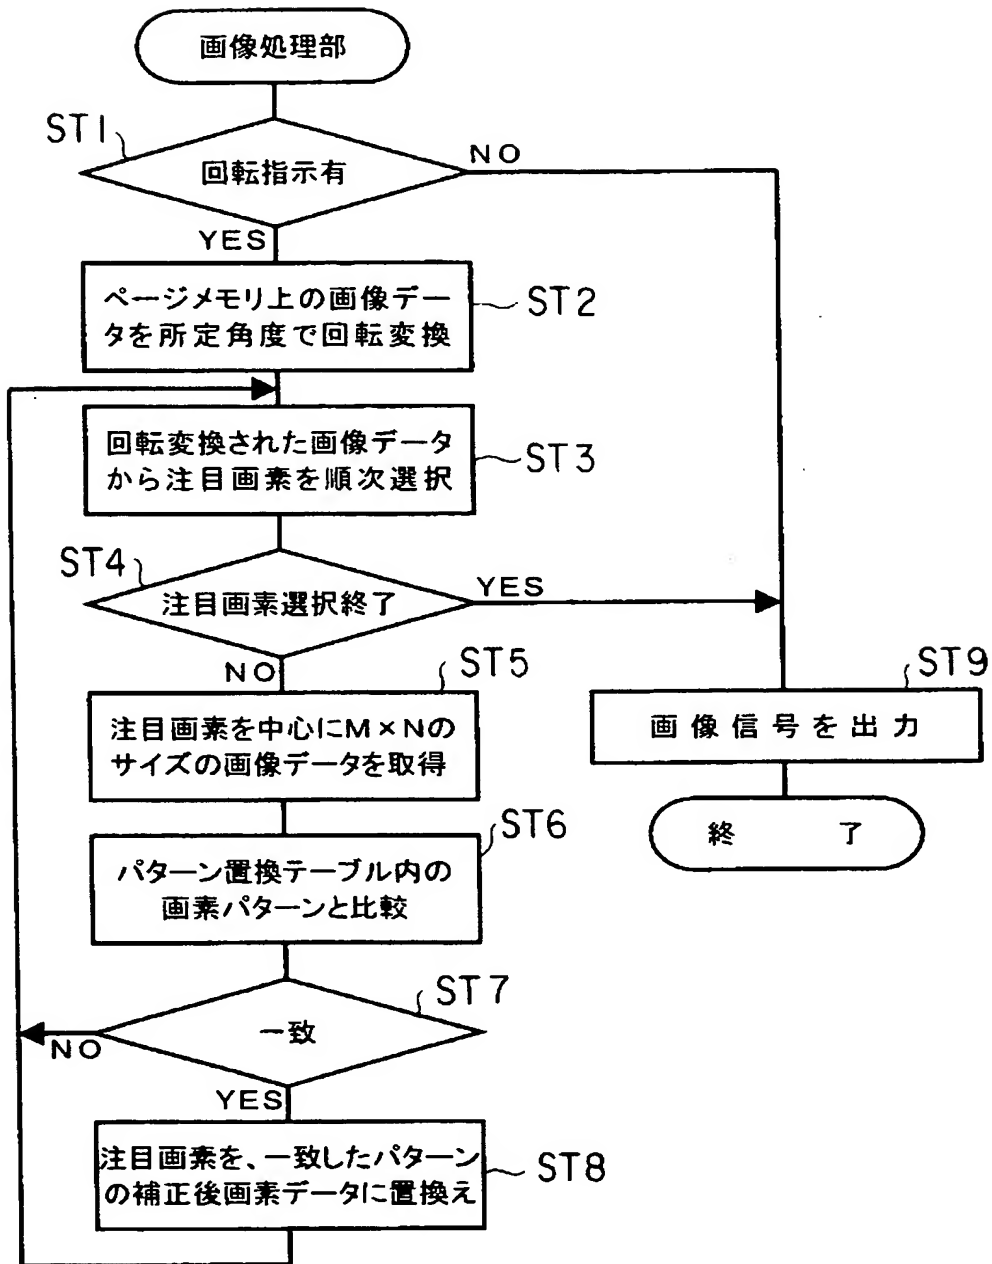 画像処理部
ST1
回転指示有
NO
YES
ページメモリ上の画像デー
タを所定角度で回転変換
ST2
回転変換された画像データ
から注目画素を順次選択
ST3
ST4
注目画素選択終了
YES
NO
ST5
注目画素を中心にM×Nの
サイズの画像データを取得
ST9
画像信号を出力
終 了
ST6
パターン置換テーブル内の
画素パターンと比較
ST7
一致
NO
YES
注目画素を、一致したパターン
の補正後画素データに置換え
ST8